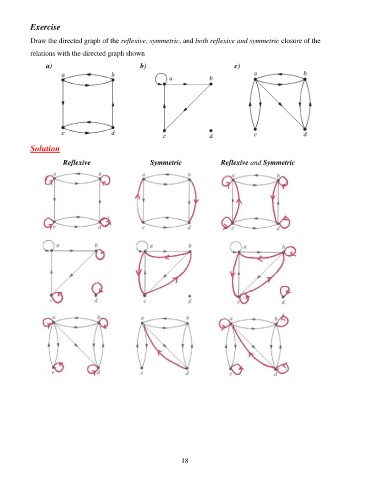 Exercise
Draw the directed graph of the reflexive, symmetric, and both reflexive and symmetric closure of the
relations with the directed graph shown
a) b) c)
a b a b a b
c d c d c d
Solution
Reflexive Symmetric Reflexive and Symmetric
a b a b a b
c d c d c d
a b a b a b
c d c d c d
a b a b a b
c d c d c d
18